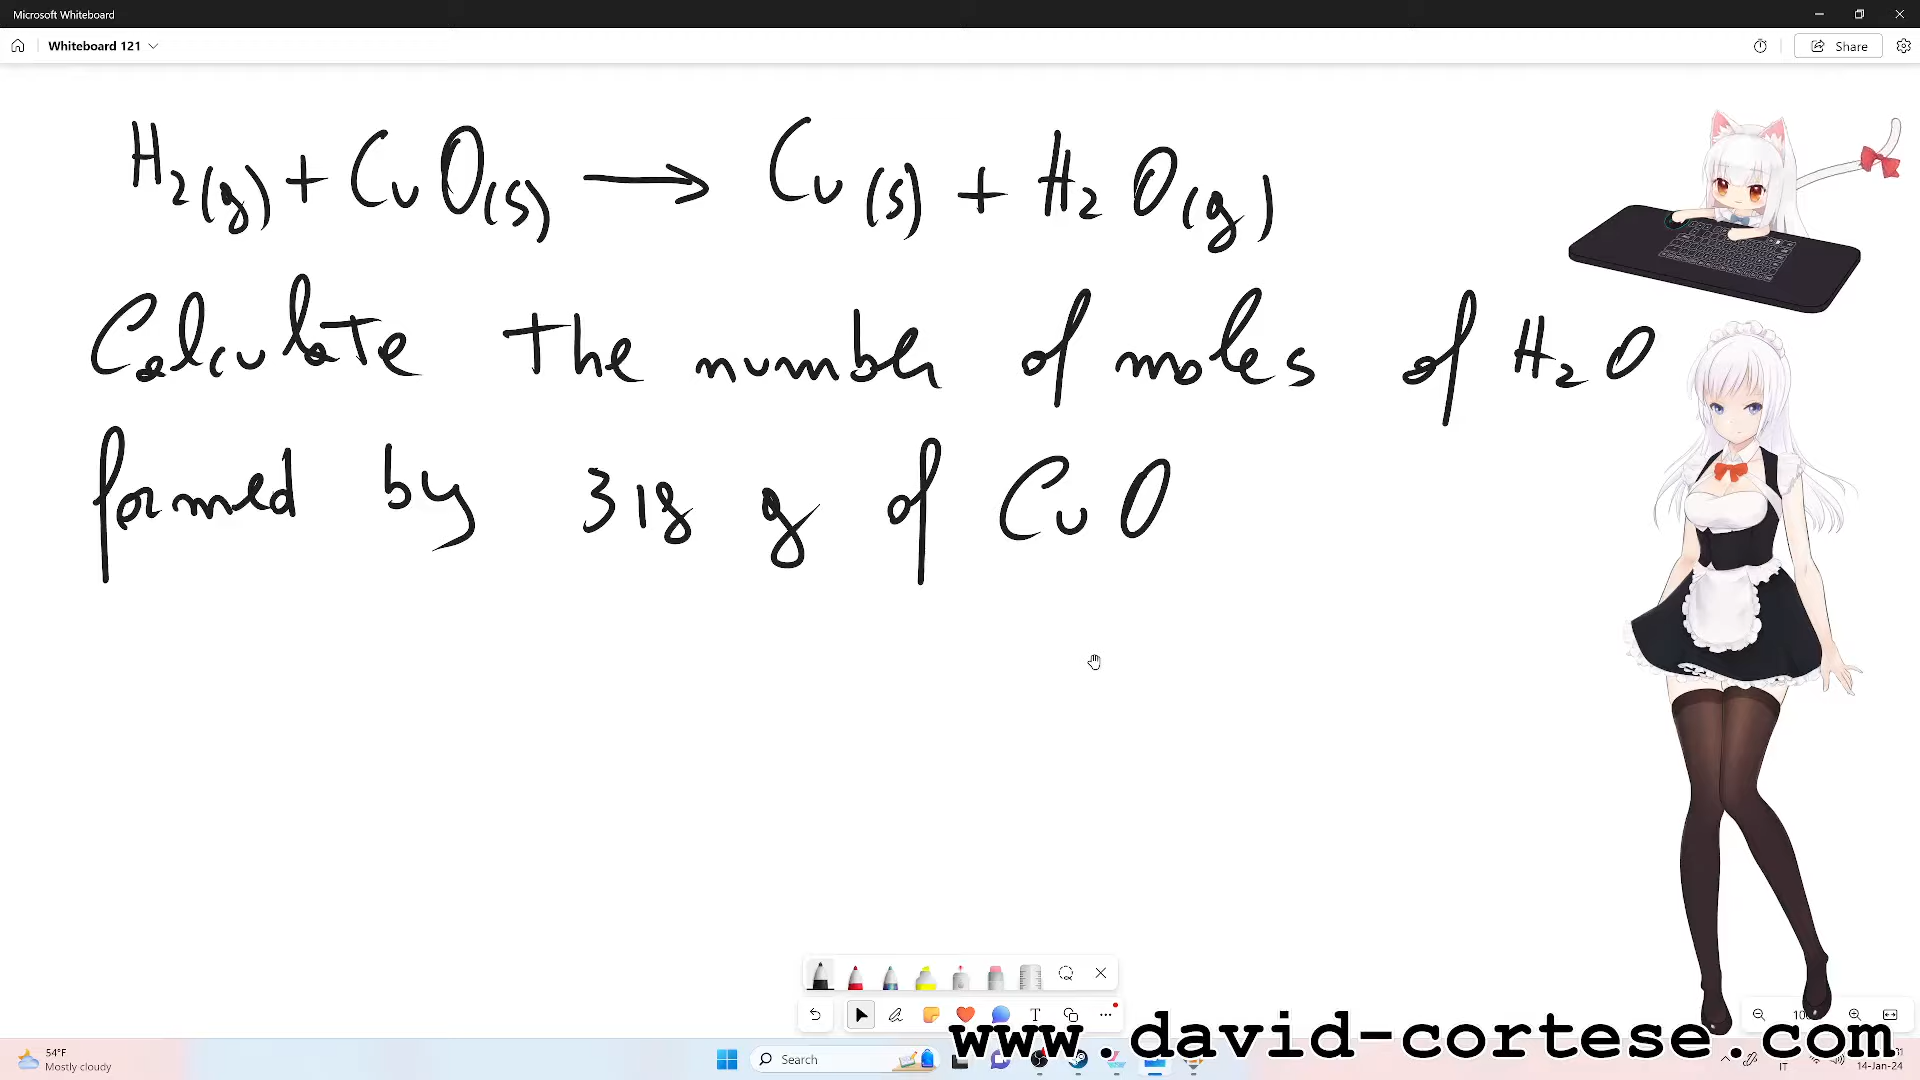 Microsoft Whiteboard
Whiteboard 121
Share
H₂(g) + CuO(s) → Cu(s) + H₂O(g)
Calculate the number of moles of H₂O
formed by 318 g of CuO
www.david-cortese.com
54°F
Mostly cloudy
Search
IT
14-Jan-24